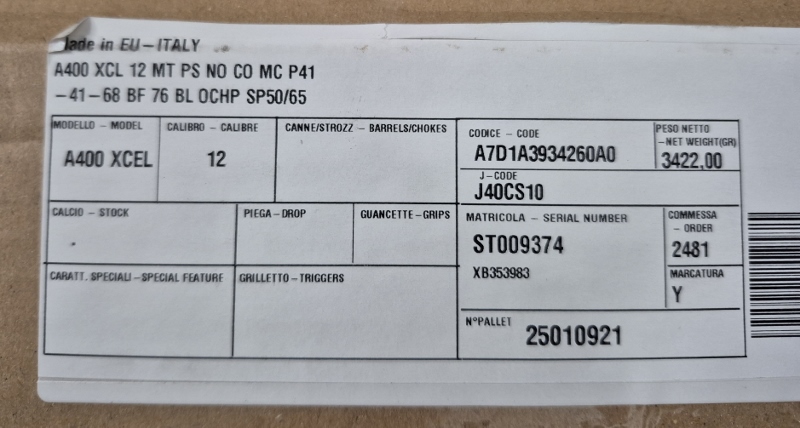 Made in EU-ITALY
A400 XCL 12 MT PS NO CO MC P41
-41-68 BF 76 BL OCHP SP50/65
MODELLO - MODEL
A400 XCEL
CALIBRO - CALIBRE
12
CANNE/STROZZ - BARRELS/CHOKES
CODICE - CODE
A7D1A3934260A0
PESO NETTO
-NET WEIGHT(GR)
3422,00
J-CODE
J40CS10
CALCIO - STOCK
PIEGA-DROP
GUANCETTE-GRIPS
MATRICOLA - SERIAL NUMBER
ST009374
XB353983
COMMESSA
- ORDER
2481
CARATT. SPECIALI-SPECIAL FEATURE
GRILLETTO-TRIGGERS
MARCATURA
Y
N°PALLET
25010921